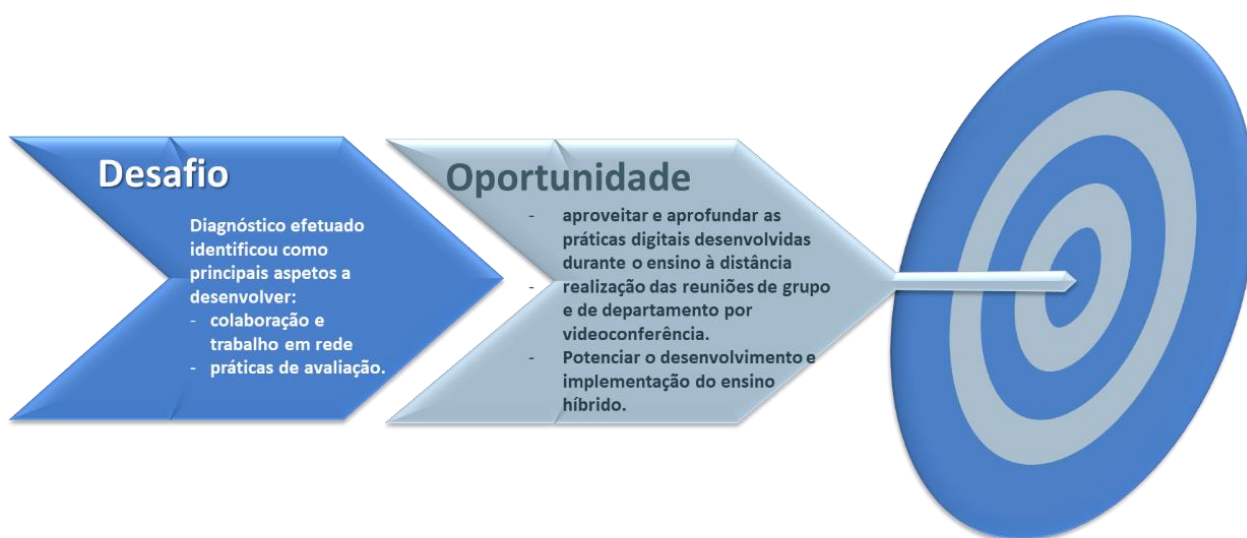 Desafio
Diagnóstico efetuado
identificou como
principais aspetos a
desenvolver:
- colaboração e
trabalho em rede
- práticas de avaliação.
Oportunidade
- aproveitar e aprofundar as
práticas digitais desenvolvidas
durante o ensino à distância
- realização das reuniões de grupo
e de departamento por
videoconferência.
- Potenciar o desenvolvimento e
implementação do ensino
híbrido.